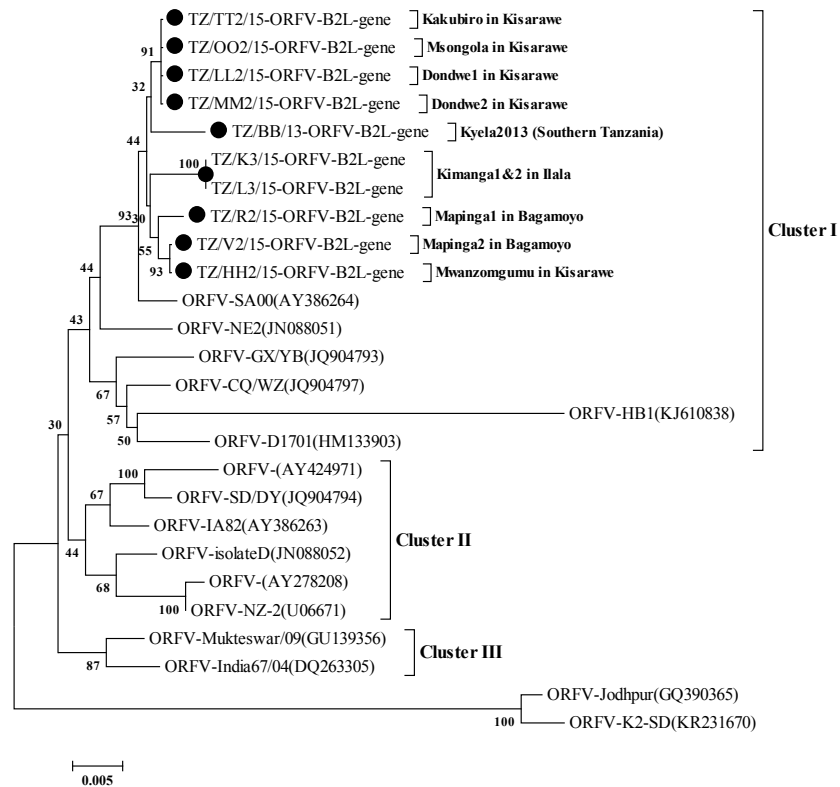 TZ/TT2/15-ORFV-B2L-gene Kakubiro in Kisarawe
91
TZ/OO2/15-ORFV-B2L-gene Msongola in Kisarawe
TZ/LL2/15-ORFV-B2L-gene Dondwe1 in Kisarawe
32
TZ/MM2/15-ORFV-B2L-gene Dondwe2 in Kisarawe
TZ/BB/13-ORFV-B2L-gene Kyela2013 (Southern Tanzania)
44
TZ/K3/15-ORFV-B2L-gene
100
Kimanga1&2 in Ilala
TZ/L3/15-ORFV-B2L-gene
TZ/R2/15-ORFV-B2L-gene Mapinga1 in Bagamoyo
93 30
Cluster I
TZ/V2/15-ORFV-B2L-gene Mapinga2 in Bagamoyo
55
TZ/HH2/15-ORFV-B2L-gene Mwanzomgumu in Kisarawe
93
44
ORFV-SA00(AY386264)
43
ORFV-NE2(JN088051)
ORFV-GX/YB(JQ904793)
67
ORFV-CQ/WZ(JQ904797)
57
ORFV-HB1(KJ610838)
30
50
ORFV-D1701(HM133903)
ORFV-(AY424971)
100
67
ORFV-SD/DY(JQ904794)
ORFV-IA82(AY386263)
Cluster II
44
ORFV-isolateD(JN088052)
68
ORFV-(AY278208)
100
ORFV-NZ-2(U06671)
ORFV-Mukteswar/09(GU139356)
Cluster III
87
ORFV-India67/04(DQ263305)
ORFV-Jodhpur(GQ390365)
100
ORFV-K2-SD(KR231670)
0.005